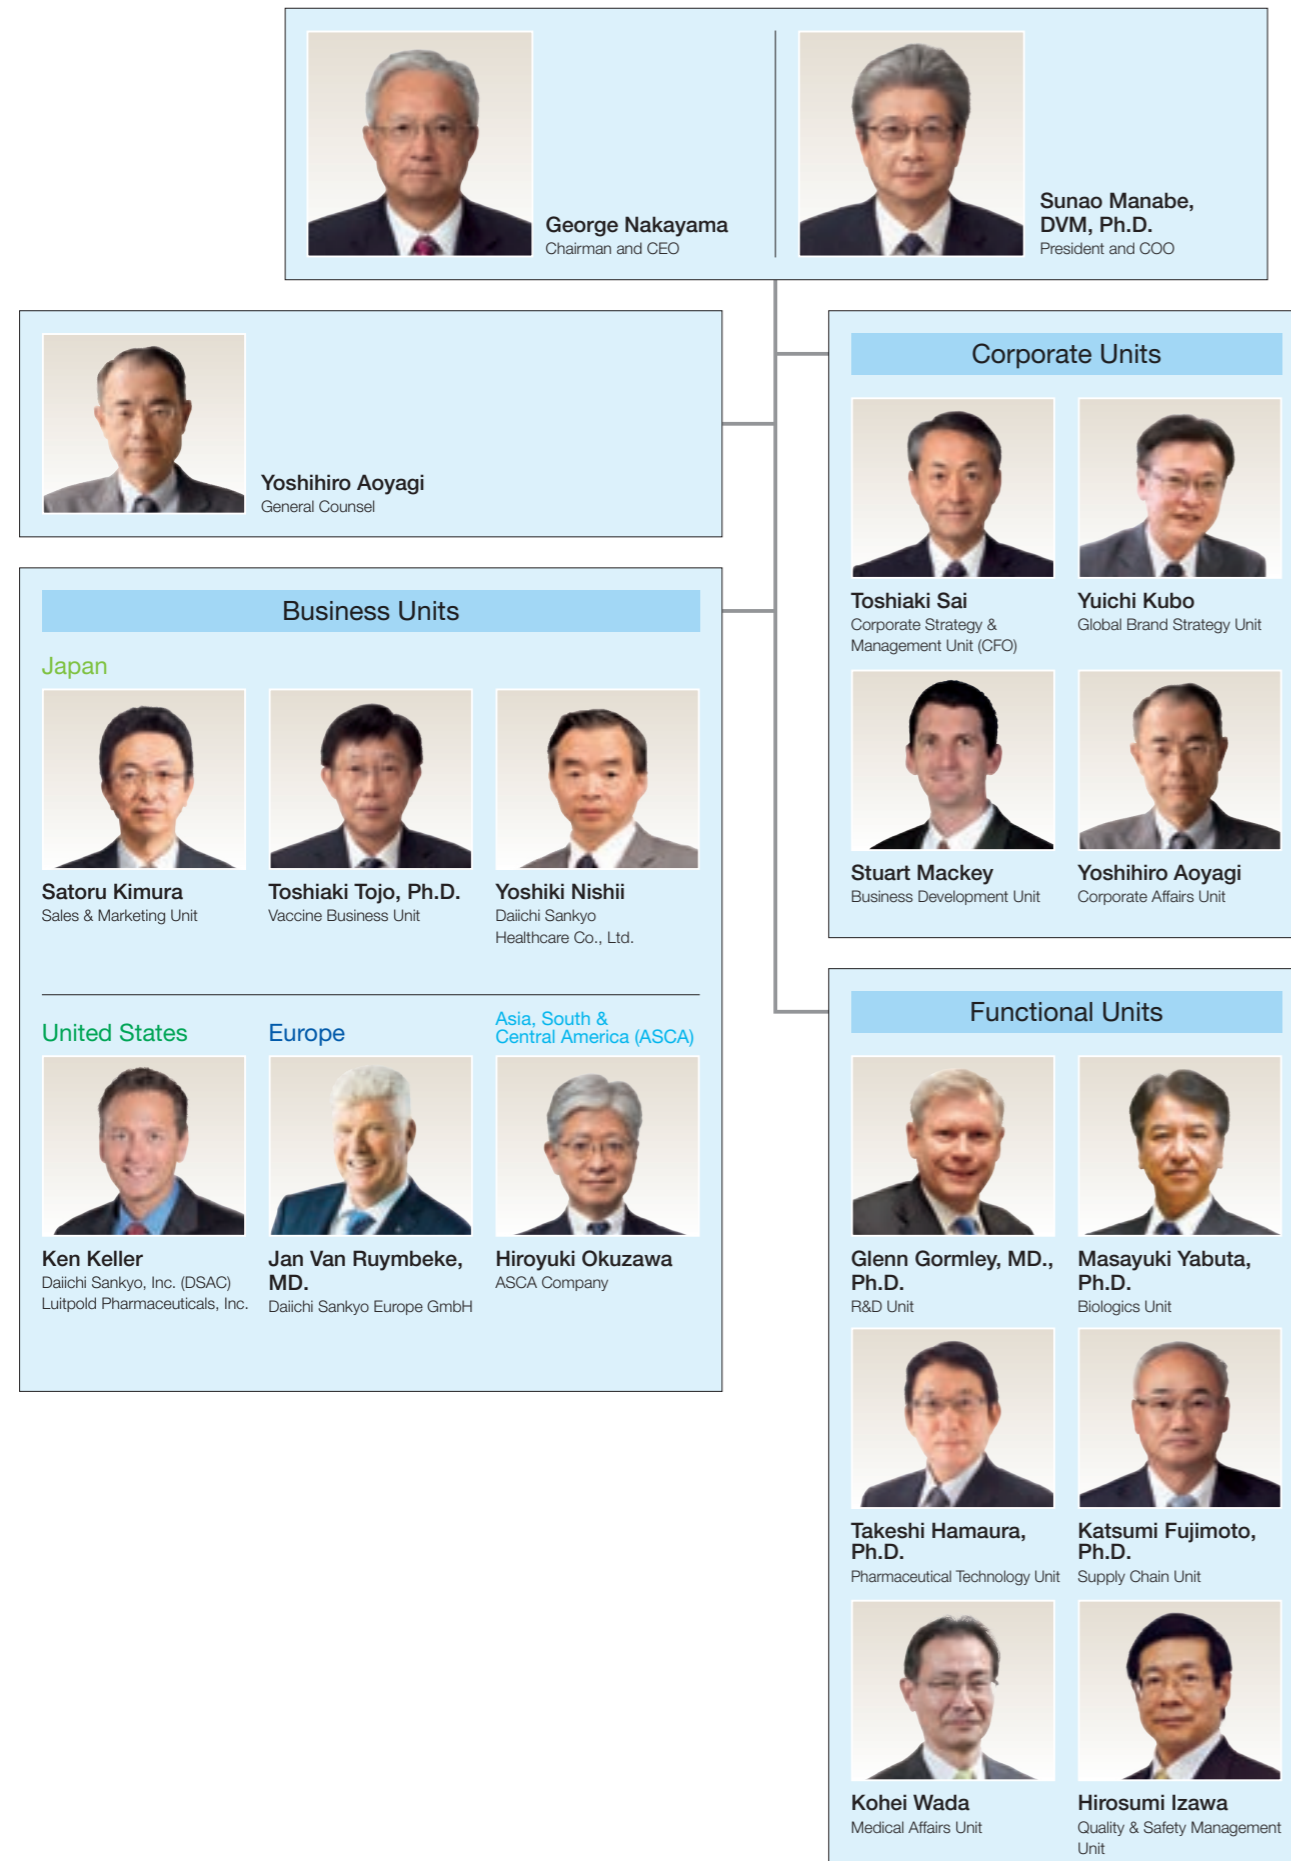 George Nakayama
Chairman and CEO
Sunao Manabe,
DVM, Ph.D.
President and COO
Yoshihiro Aoyagi
General Counsel
Corporate Units
Toshiaki Sai
Corporate Strategy &
Management Unit (CFO)
Yuichi Kubo
Global Brand Strategy Unit
Stuart Mackey
Business Development Unit
Yoshihiro Aoyagi
Corporate Affairs Unit
Business Units
Japan
Satoru Kimura
Sales & Marketing Unit
Toshiaki Tojo, Ph.D.
Vaccine Business Unit
Yoshiki Nishii
Daiichi Sankyo
Healthcare Co., Ltd.
United States
Ken Keller
Daiichi Sankyo, Inc. (DSAC)
Luitpold Pharmaceuticals, Inc.
Europe
Jan Van Ruymbeke,
MD.
Daiichi Sankyo Europe GmbH
Asia, South &
Central America (ASCA)
Hiroyuki Okuzawa
ASCA Company
Functional Units
Glenn Gormley, MD.,
Ph.D.
R&D Unit
Masayuki Yabuta,
Ph.D.
Biologics Unit
Takeshi Hamaura,
Ph.D.
Pharmaceutical Technology Unit
Katsumi Fujimoto,
Ph.D.
Supply Chain Unit
Kohei Wada
Medical Affairs Unit
Hirosumi Izawa
Quality & Safety Management
Unit